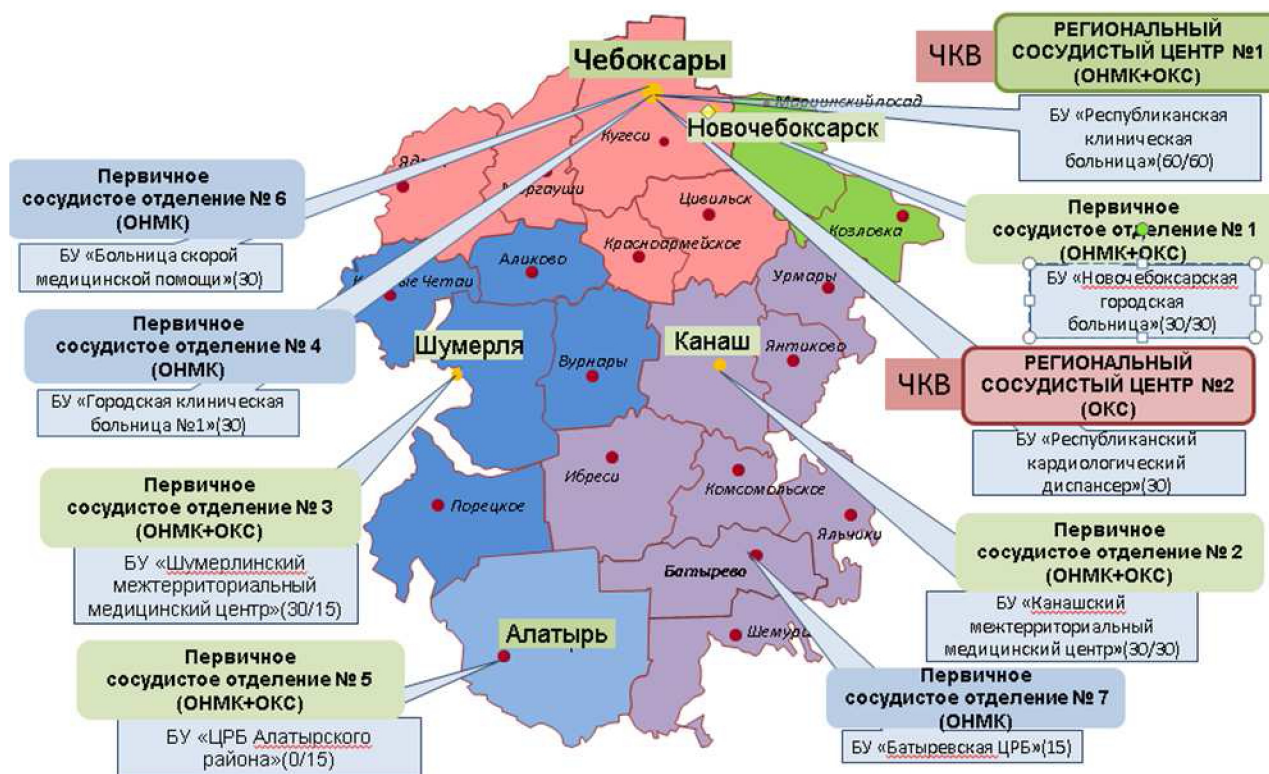 Чебоксары
ЧКВ
РЕГИОНАЛЬНЫЙ
СОСУДИСТЫЙ ЦЕНТР №1
(ОНМК+ОКС)
БУ «Республиканская
клиническая
больница»(60/60)
Мариинский посад
Новочебоксарск
Кугеси
Первичное
сосудистое отделение № 6
(ОНМК)
БУ «Больница скорой
медицинской помощи»(30)
Цивильск
Красноармейское
Козловка
Первичное
сосудистое отделение № 1
(ОНМК+ОКС)
БУ «Новочебоксарская
городская
больница»(30/30)
Аликово
Урмары
Первичное
сосудистое отделение № 4
(ОНМК)
БУ «Городская клиническая
больница №1»(30)
Шумерля
Вурнары
Канаш
Янтиково
ЧКВ
РЕГИОНАЛЬНЫЙ
СОСУДИСТЫЙ ЦЕНТР №2
(ОКС)
БУ «Республиканский
кардиологический
диспансер»(30)
Первичное
сосудистое отделение № 3
(ОНМК+ОКС)
БУ «Шумерлинский
межтерриториальный
медицинский центр»(30/15)
Порецкое
Ибреси
Комсомольское
Яльчики
Батырево
Первичное
сосудистое отделение № 2
(ОНМК+ОКС)
БУ «Канашский
межтерриториальный
медицинский центр»(30/30)
Алатырь
Первичное
сосудистое отделение № 5
(ОНМК+ОКС)
БУ «ЦРБ Алатырского
района»(0/15)
Первичное
сосудистое отделение № 7
(ОНМК)
БУ «Батыревская ЦРБ»(15)